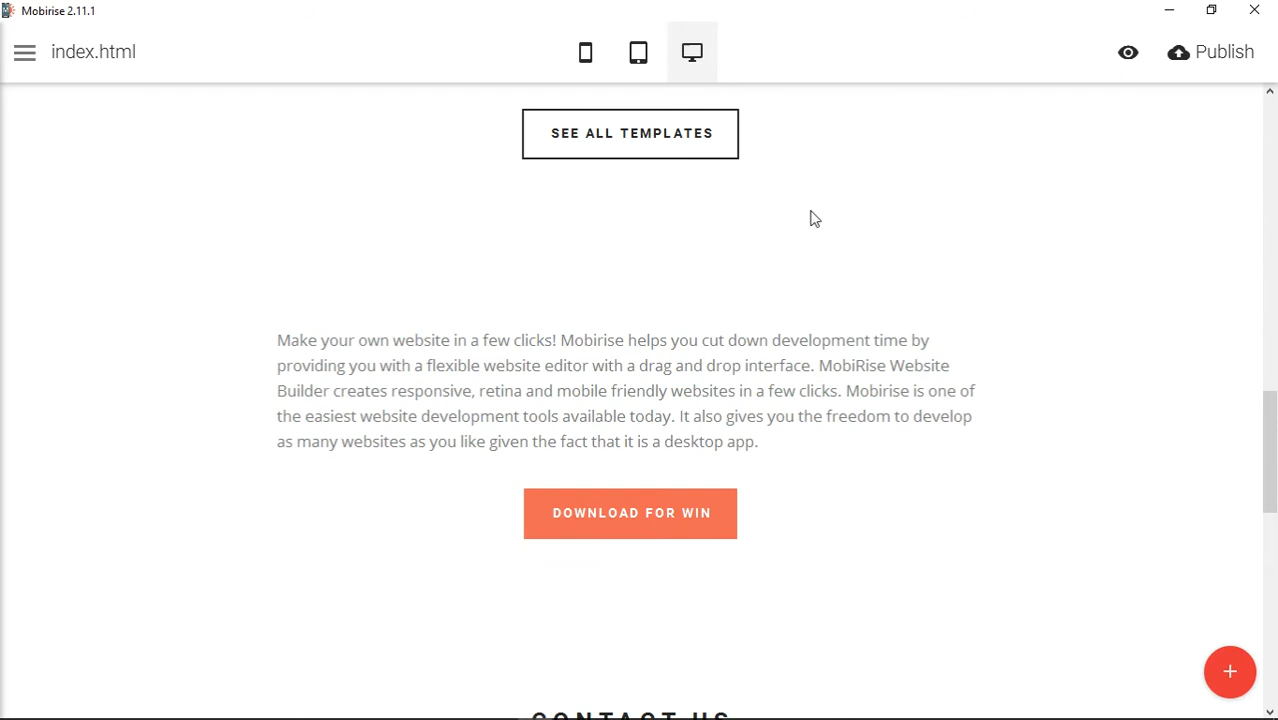 Mobirise 2.11.1
index.html
Publish
SEE ALL TEMPLATES
Make your own website in a few clicks! Mobirise helps you cut down development time by
providing you with a flexible website editor with a drag and drop interface. MobiRise Website
Builder creates responsive, retina and mobile friendly websites in a few clicks. Mobirise is one of
the easiest website development tools available today. It also gives you the freedom to develop
as many websites as you like given the fact that it is a desktop app.
DOWNLOAD FOR WIN
CONTACT US